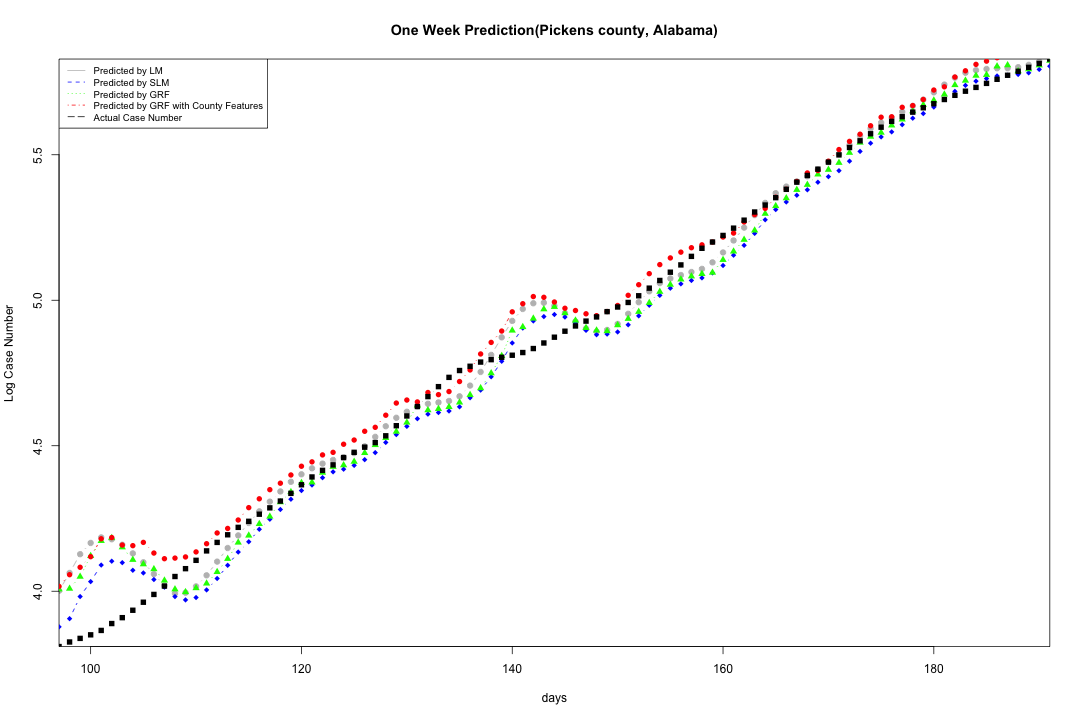 One Week Prediction(Pickens county, Alabama)
Predicted by LM
Predicted by SLM
Predicted by GRF
Predicted by GRF with County Features
Actual Case Number
5.5
5.0
4.5
4.0
Log Case Number
100 120 140 160 180
days